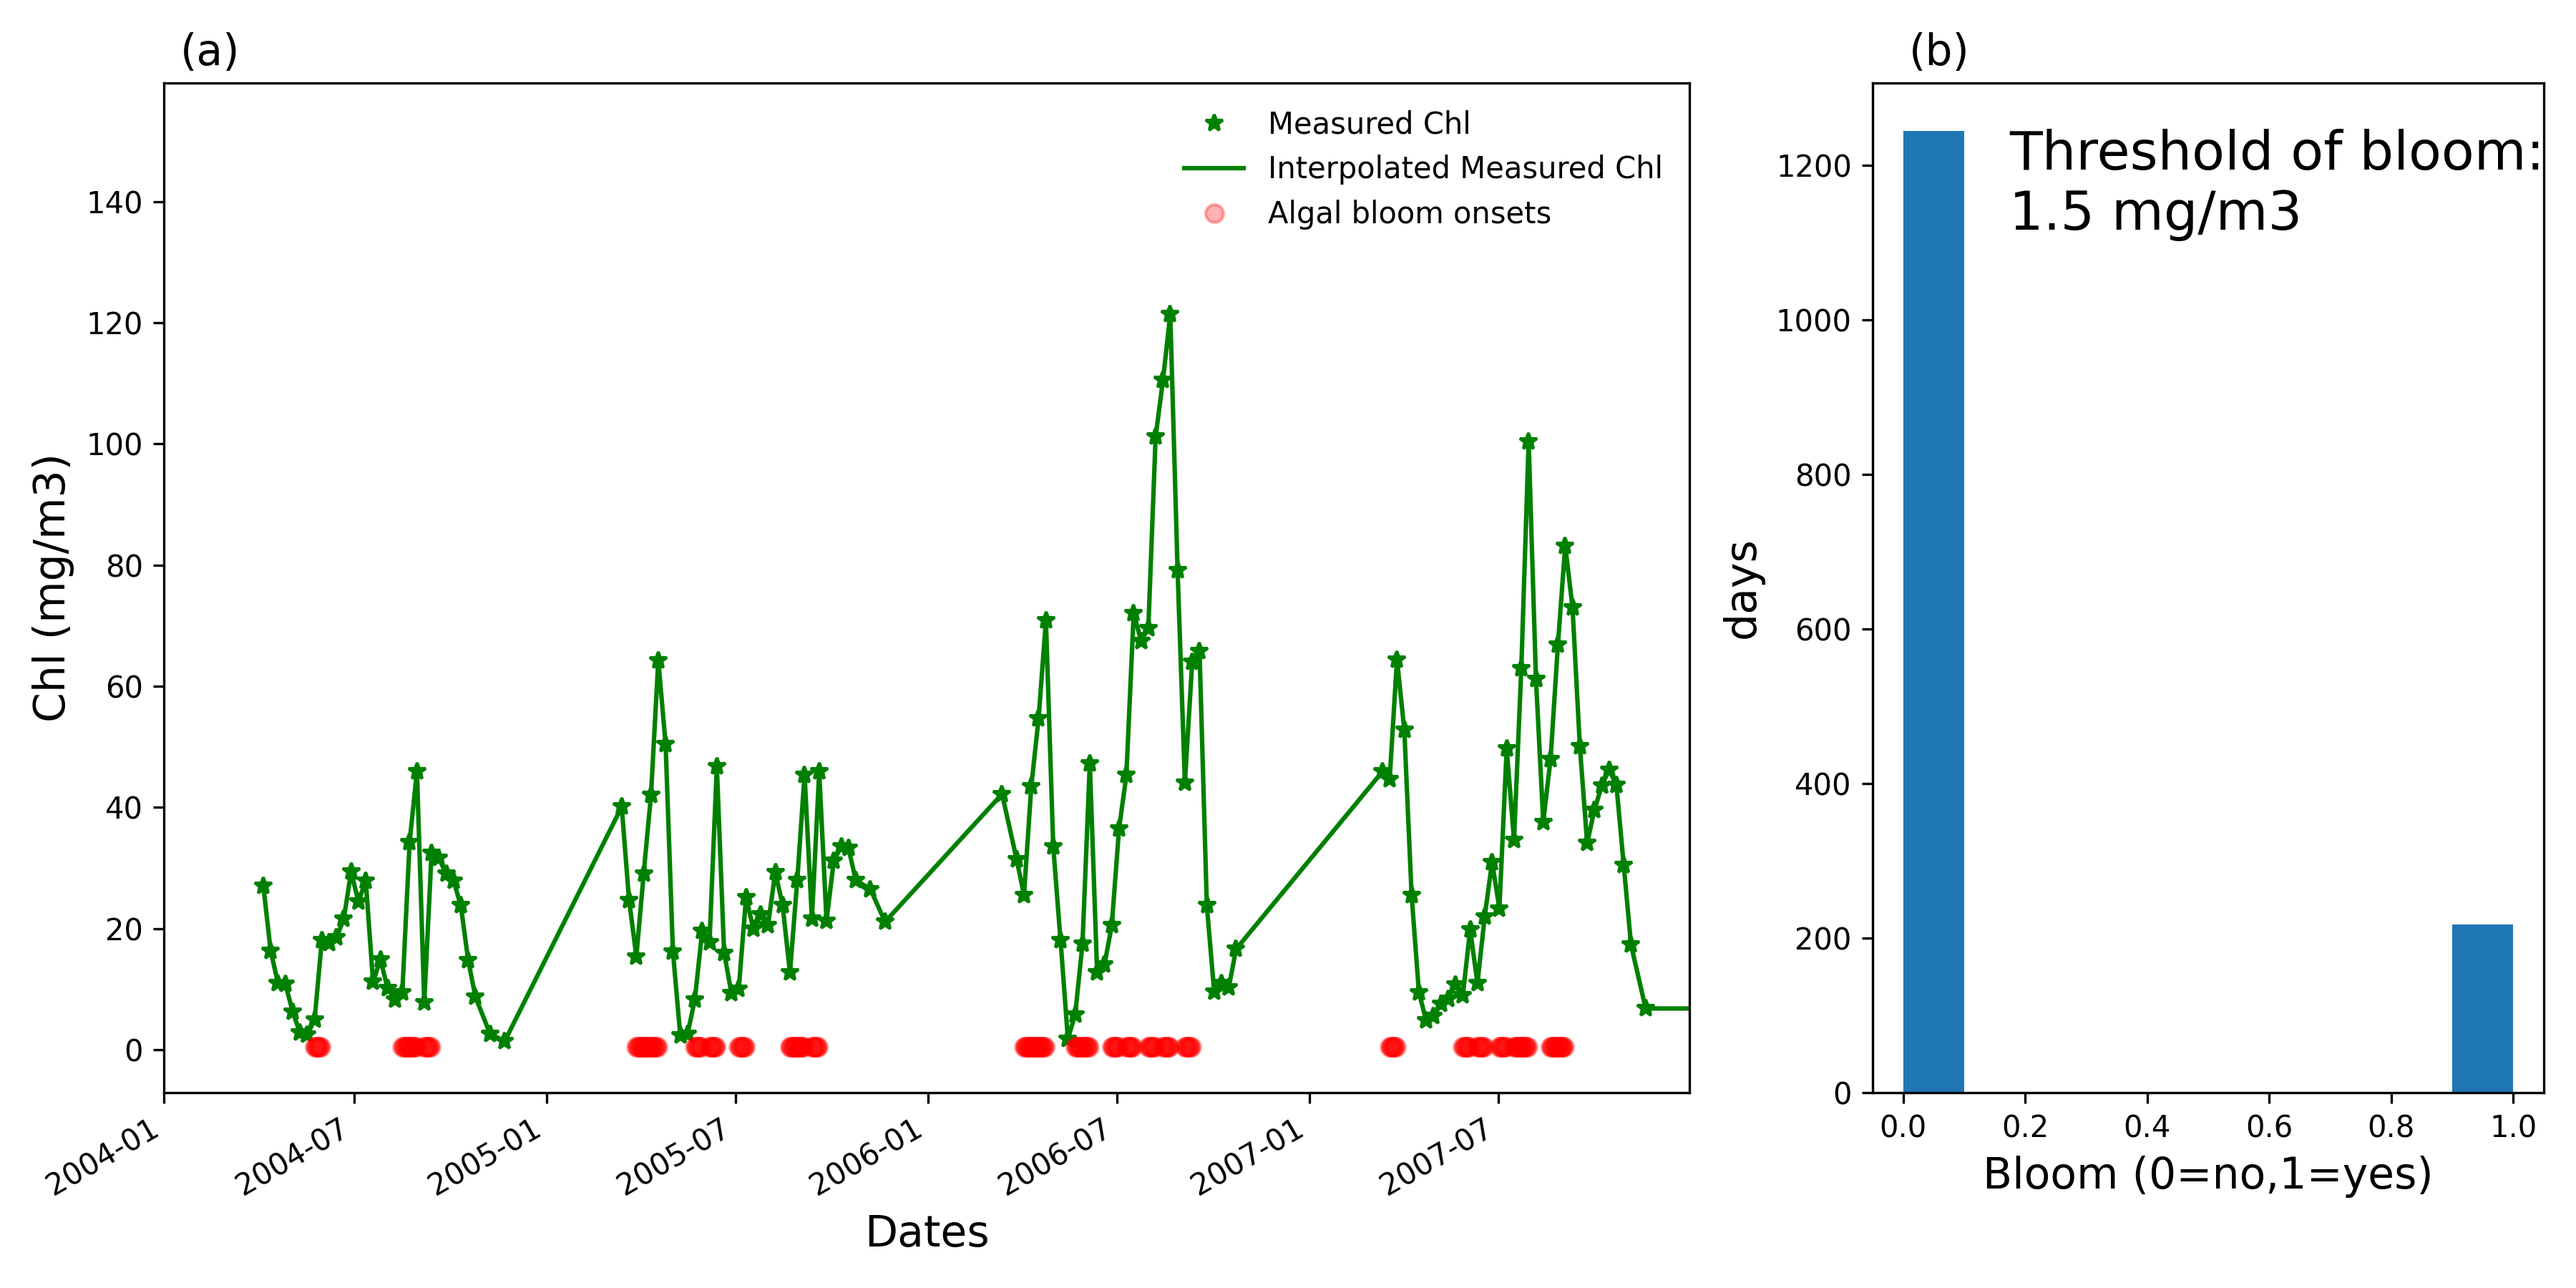 (a)
Measured Chl
Interpolated Measured Chl
Algal bloom onsets
140
120
100
80
60
40
20
0
Chl (mg/m3)
2004-01
2004-07
2005-01
2005-07
2006-01
2006-07
2007-01
2007-07
Dates
(b)
Threshold of bloom:
1.5 mg/m3
1200
1000
800
600
400
200
0
days
0.0 0.2 0.4 0.6 0.8 1.0
Bloom (0=no,1=yes)